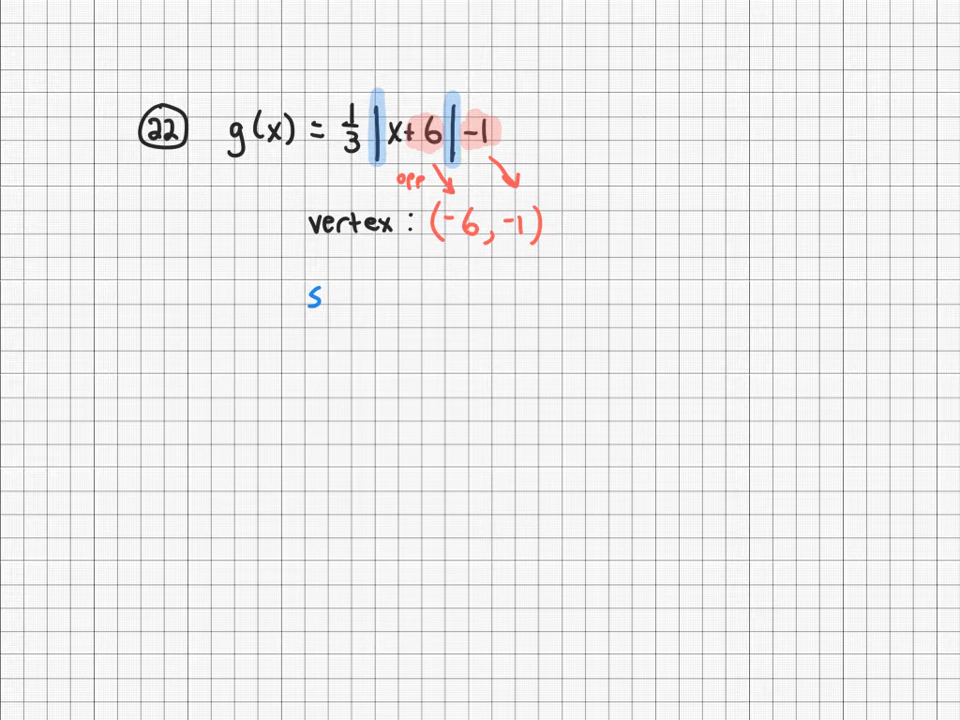 22 g(x) = 1/3 |x+6| -1
opp
vertex : (-6, -1)
s